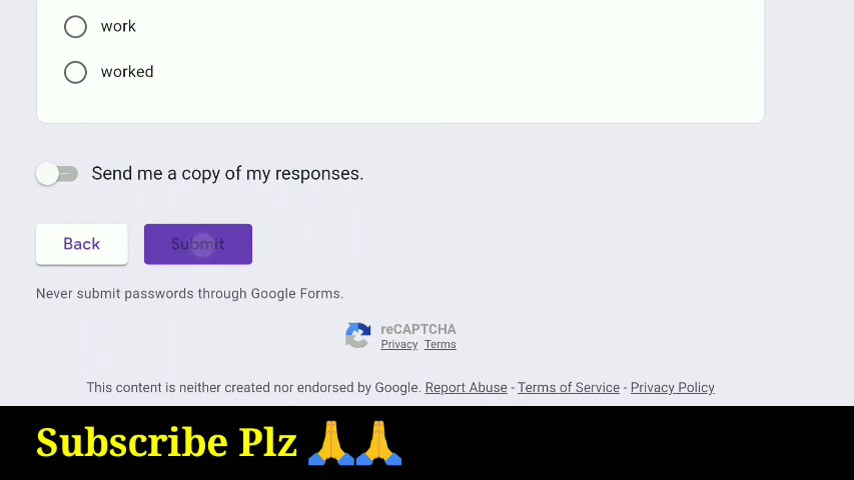 work
worked
Send me a copy of my responses.
Back Submit
Never submit passwords through Google Forms.
reCAPTCHA
Privacy Terms
This content is neither created nor endorsed by Google. Report Abuse - Terms of Service - Privacy Policy
Subscribe Plz 🙏🙏